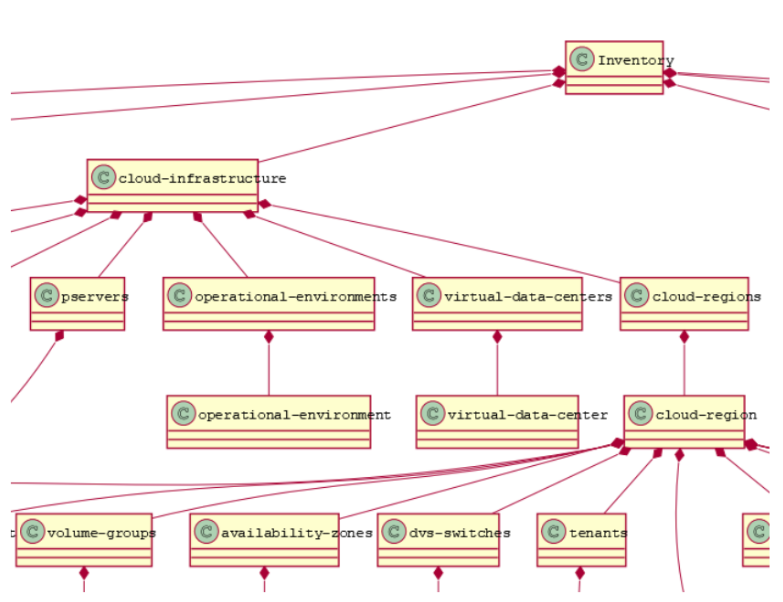 C Inventory
C cloud-infrastructure
C pservers
C operational-environments
C virtual-data-centers
C cloud-regions
C operational-environment
C virtual-data-center
C cloud-region
C volume-groups
C availability-zones
C dvs-switches
C tenants
C